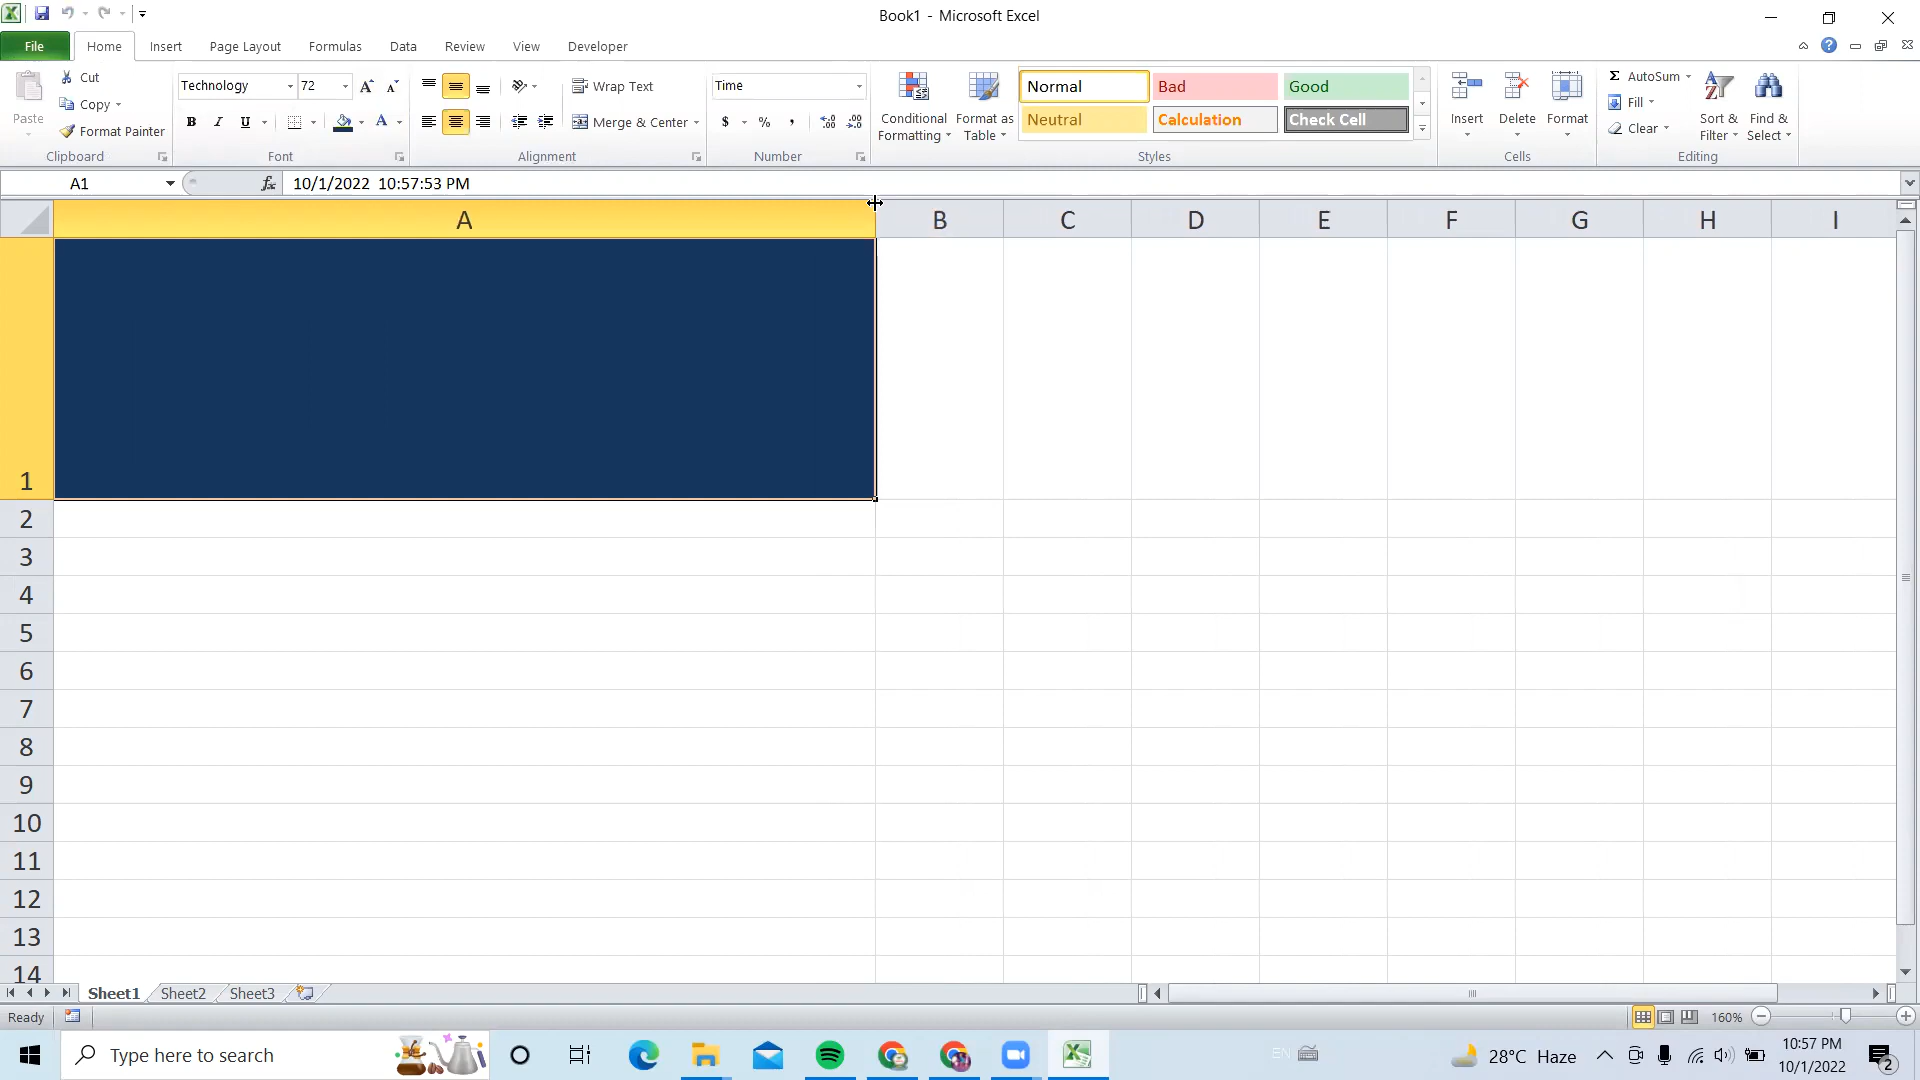 Book1 - Microsoft Excel
File Home Insert Page Layout Formulas Data Review View Developer
Paste
Cut
Copy
Format Painter
Clipboard
Technology 72
B I U A
Font
Wrap Text
Merge & Center
Alignment
Time
$ % ,
Number
Conditional
Formatting
Format as
Table
Normal Bad Good
Neutral Calculation Check Cell
Styles
Insert Delete Format
Cells
Σ AutoSum
Fill
Clear
Sort &
Filter
Find &
Select
Editing
A1 fx 10/1/2022 10:57:53 PM
A B C D E F G H I
1
2
3
4
5
6
7
8
9
10
11
12
13
14
Sheet1 Sheet2 Sheet3
Ready 160%
Type here to search
EN
28°C Haze
10:57 PM
10/1/2022
2